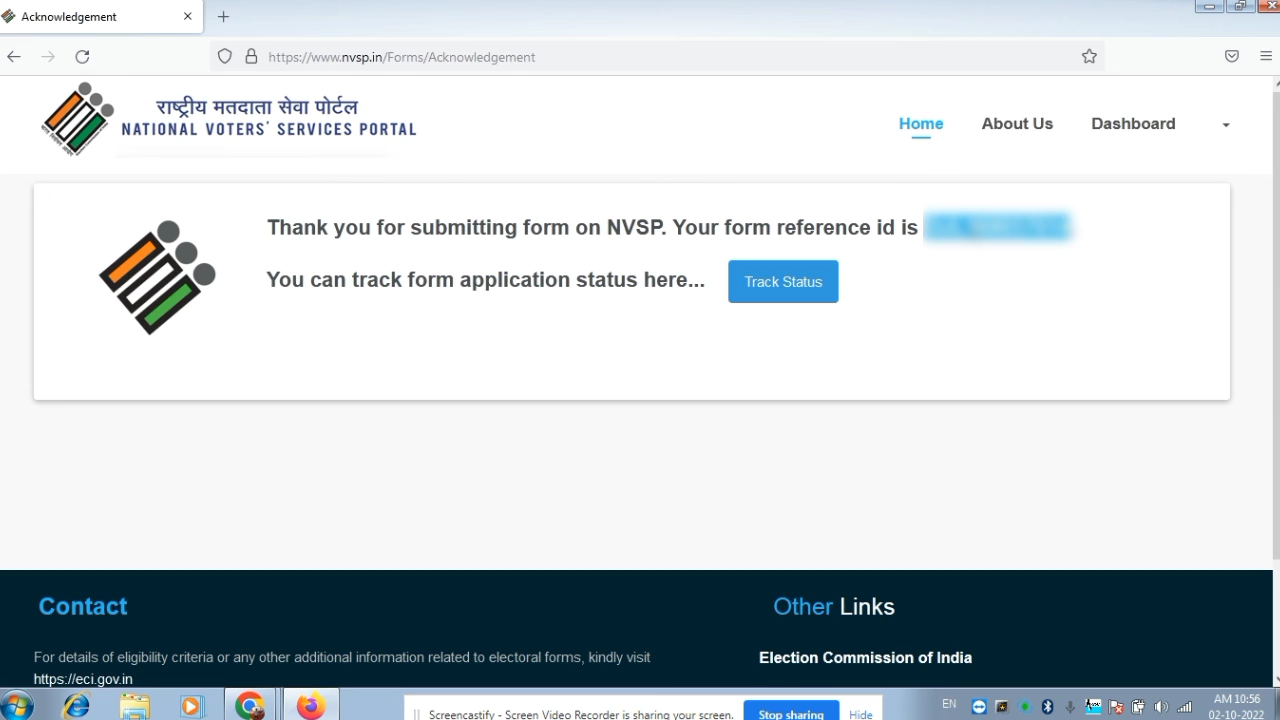 Acknowledgement
https://www.nvsp.in/Forms/Acknowledgement
राष्ट्रीय मतदाता सेवा पोर्टल
NATIONAL VOTERS' SERVICES PORTAL
Home About Us Dashboard
Thank you for submitting form on NVSP. Your form reference id is
You can track form application status here... Track Status
Contact
Other Links
For details of eligibility criteria or any other additional information related to electoral forms, kindly visit
https://eci.gov.in
Election Commission of India
Screencastify - Screen Video Recorder is sharing your screen. Stop sharing Hide
EN
AM 10:56
02-10-2022